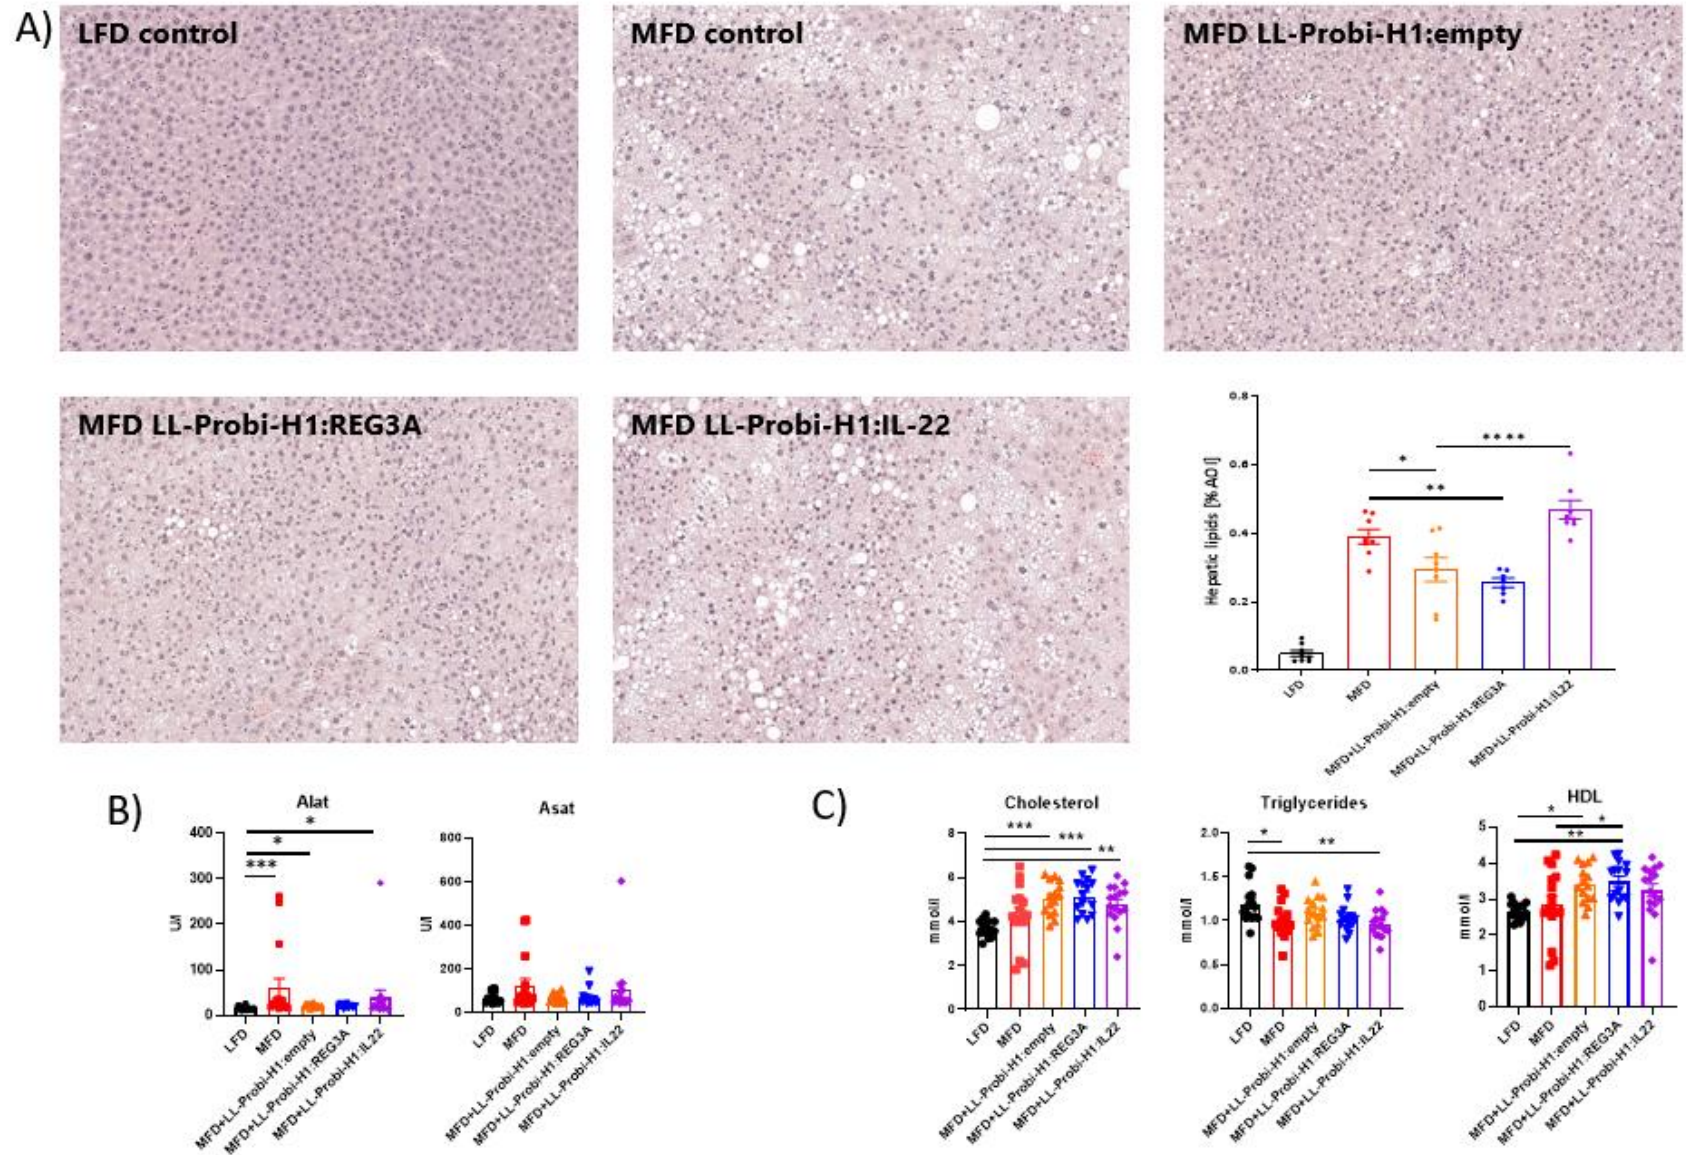 A)
LFD control
MFD control
MFD LL-Probi-H1:empty
MFD LL-Probi-H1:REG3A
MFD LL-Probi-H1:IL-22
Hepatic lipids [% AOI]
0.8
0.6
0.4
0.2
0.0
*
**
****
LFD
MFD
MFD+LL-Probi-H1:empty
MFD+LL-Probi-H1:REG3A
MFD+LL-Probi-H1:IL22
B)
Alat
U/l
400
300
200
100
0
*
*
***
LFD
MFD
MFD+LL-Probi-H1:empty
MFD+LL-Probi-H1:REG3A
MFD+LL-Probi-H1:IL22
Asat
U/l
800
600
400
200
0
LFD
MFD
MFD+LL-Probi-H1:empty
MFD+LL-Probi-H1:REG3A
MFD+LL-Probi-H1:IL22
C)
Cholesterol
mmol/l
8
6
4
2
0
***
***
**
LFD
MFD
MFD+LL-Probi-H1:empty
MFD+LL-Probi-H1:REG3A
MFD+LL-Probi-H1:IL22
Triglycerides
mmol/l
2.0
1.5
1.0
0.5
0.0
*
**
LFD
MFD
MFD+LL-Probi-H1:empty
MFD+LL-Probi-H1:REG3A
MFD+LL-Probi-H1:IL22
HDL
mmol/l
5
4
3
2
1
0
*
*
**
LFD
MFD
MFD+LL-Probi-H1:empty
MFD+LL-Probi-H1:REG3A
MFD+LL-Probi-H1:IL22